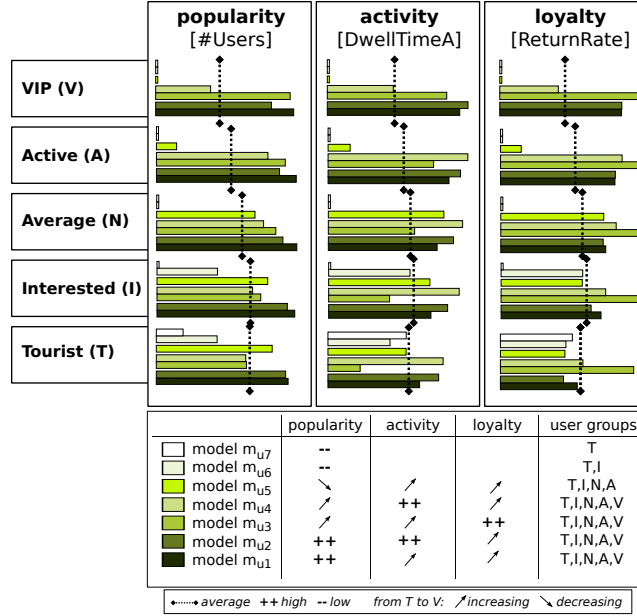 popularity activity loyalty
[#Users] [DwellTimeA] [ReturnRate]
VIP (V)
Active (A)
Average (N)
Interested (I)
Tourist (T)
popularity activity loyalty user groups
model mu7 -- T
model mu6 -- T,I
model mu5 ↘ ↗ ↗ T,I,N,A
model mu4 ↗ ++ ↗ T,I,N,A,V
model mu3 ↗ ↗ ++ T,I,N,A,V
model mu2 ++ ++ ↗ T,I,N,A,V
model mu1 ++ ↗ ↗ T,I,N,A,V
average ++ high -- low from T to V: ↗increasing ↘decreasing